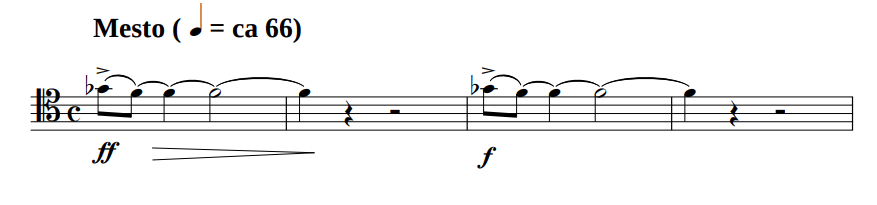 Mesto ( ♩ = ca 66)
ff
f